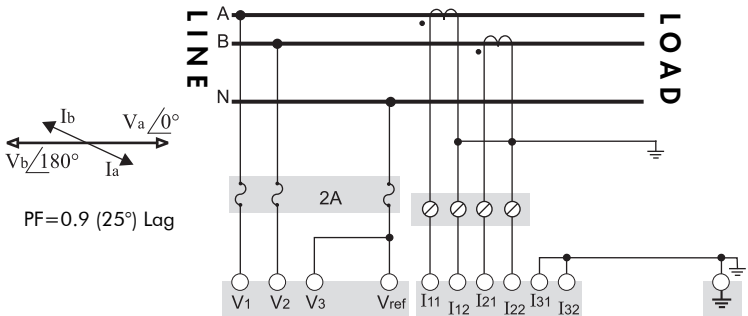 A
B
N
LINE
LOAD
Ib
Va/0°
Vb/180°
Ia
PF=0.9 (25°) Lag
2A
V1 V2 V3 Vref I11 I12 I21 I22 I31 I32